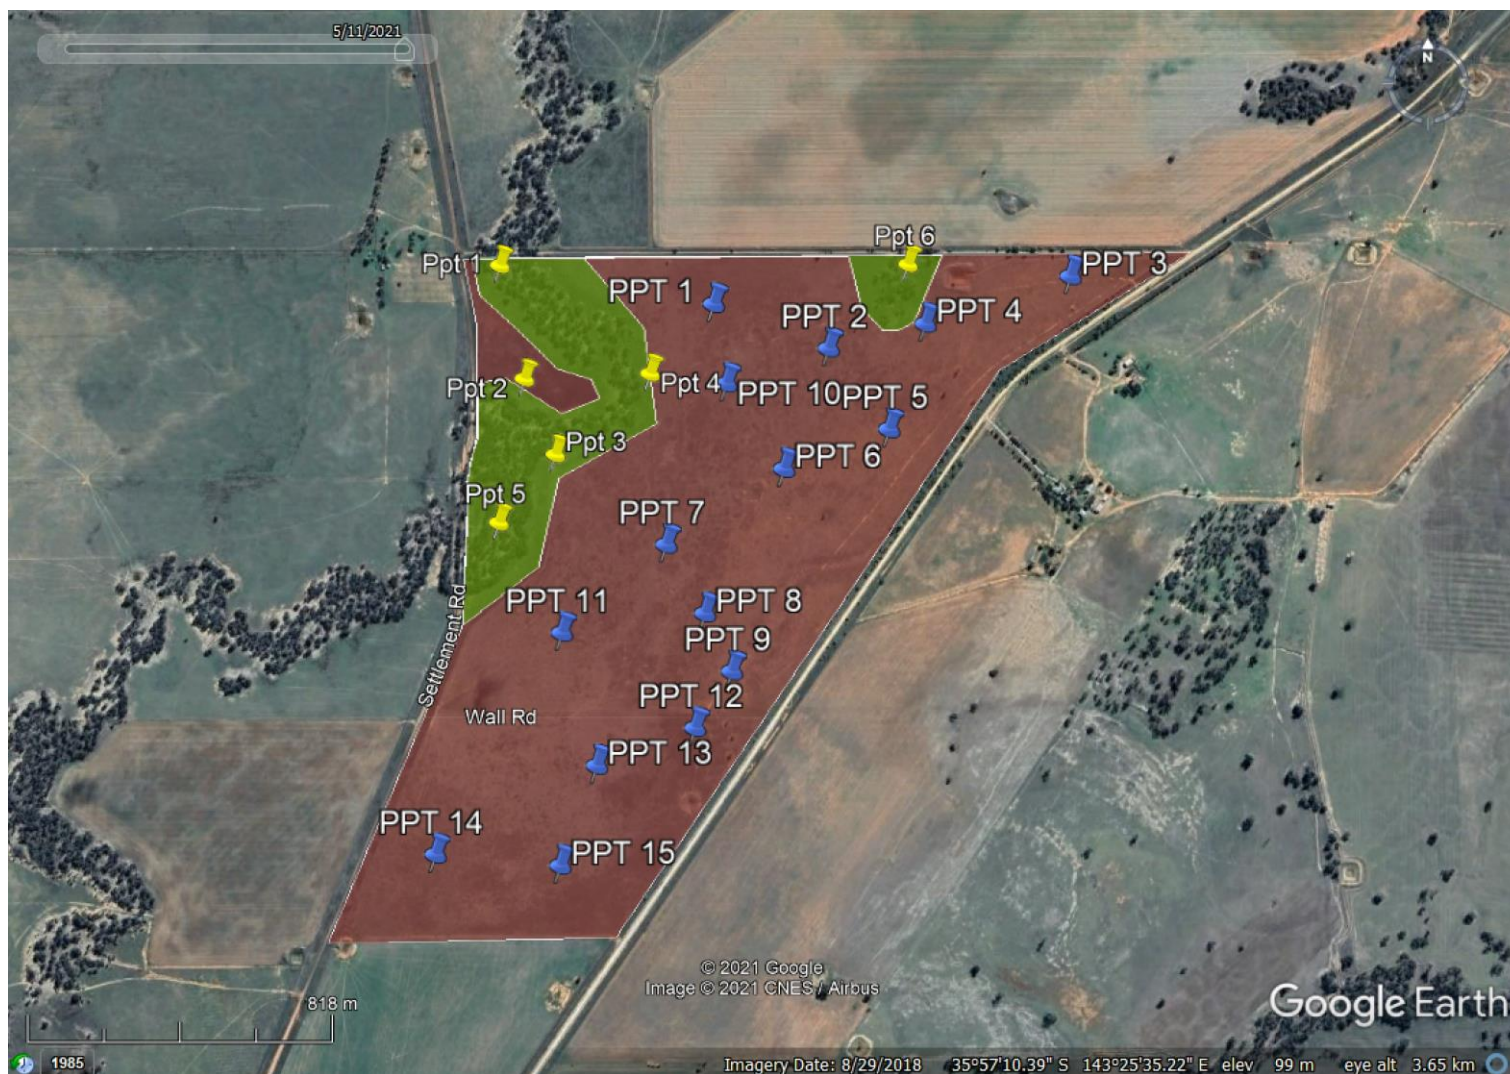 5/11/2021
N
Ppt 6
Ppt 1
PPT 3
PPT 1
PPT 2
PPT 4
Ppt 2
Ppt 4
PPT 10
PPT 5
Ppt 3
PPT 6
Ppt 5
PPT 7
PPT 11
PPT 8
Settlement Rd
PPT 9
PPT 12
Wall Rd
PPT 13
PPT 14
PPT 15
© 2021 Google
Image © 2021 CNES / Airbus
818 m
Google Earth
1985
Imagery Date: 8/29/2018 35°57'10.39" S 143°25'35.22" E elev 99 m eye alt 3.65 km